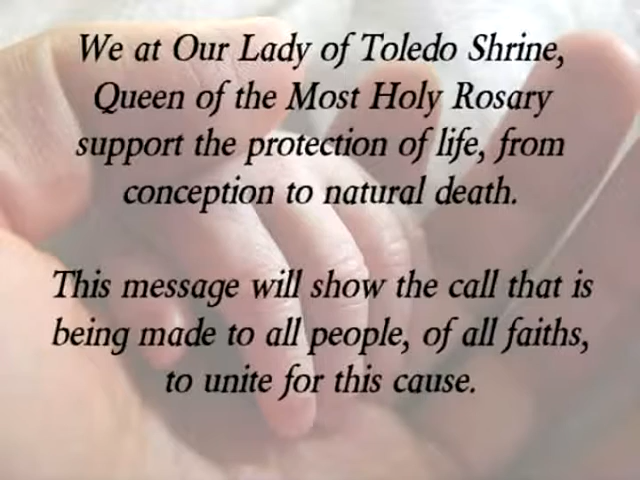 We at Our Lady of Toledo Shrine,
Queen of the Most Holy Rosary
support the protection of life, from
conception to natural death.
This message will show the call that is
being made to all people, of all faiths,
to unite for this cause.